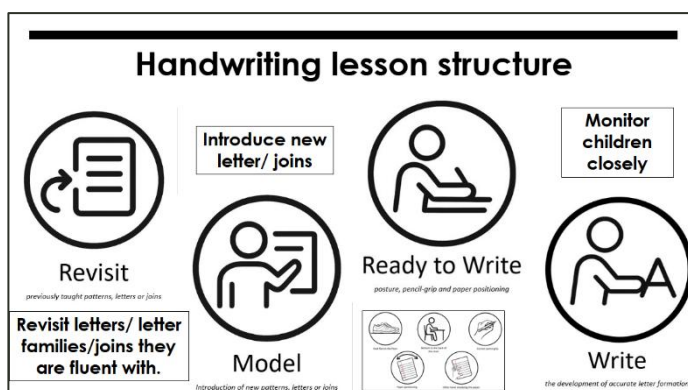 Handwriting lesson structure
Revisit
previously taught patterns, letters or joins
Revisit letters/ letter
families/joins they
are fluent with.
Introduce new
letter/ joins
Model
Introduction of new patterns, letters or joins
Ready to Write
posture, pencil-grip and paper positioning
Monitor
children
closely
Write
the development of accurate letter formation